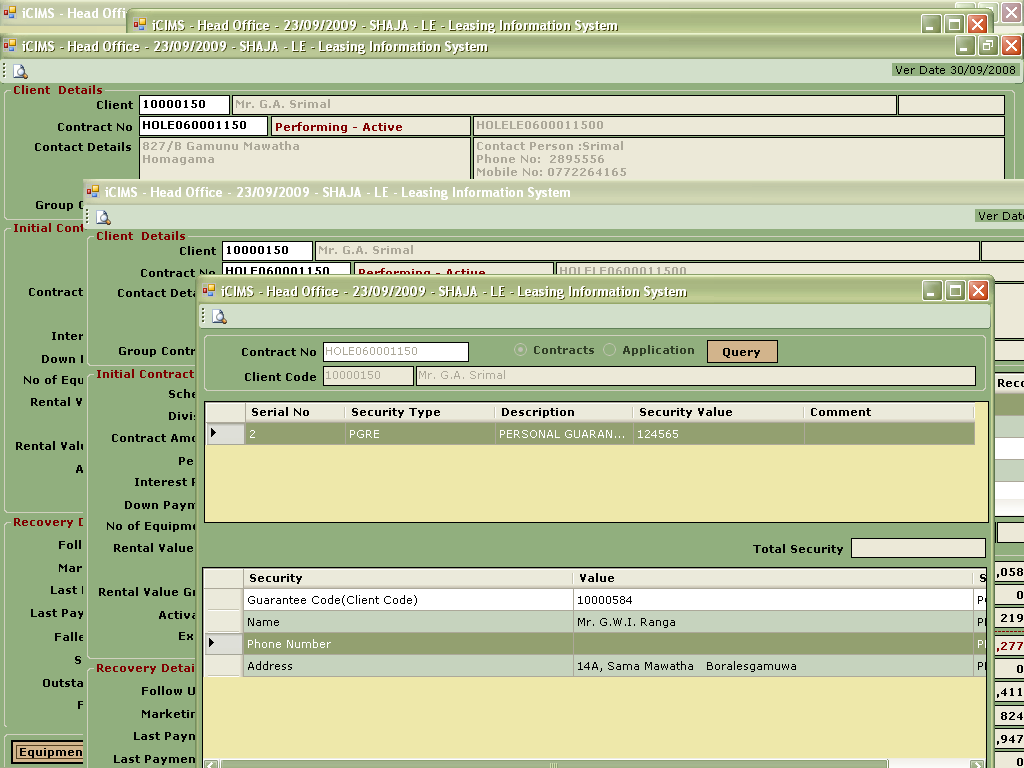 iCIMS - Head Offi
iCIMS - Head Office - 23/09/2009 - SHAJA - LE - Leasing Information System
iCIMS - Head Office - 23/09/2009 - SHAJA - LE - Leasing Information System
Ver Date 30/09/2008
Client Details
Client 10000150 Mr. G.A. Srimal
Contract No HOLE060001150 Performing - Active HOLELE0600011500
Contact Details 827/B Gamunu Mawatha Contact Person :Srimal
Homagama Phone No: 2895556
Mobile No: 0772264165
Group C
Initial Cont
Contract
Inter
Down
No of Equ
Rental V
Rental Valu
A
Recovery D
Foll
Mar
Last
Last Pay
Falle
S
Outsta
F
Equipmen
iCIMS - Head Office - 23/09/2009 - SHAJA - LE - Leasing Information System
Ver Date
Client Details
Client 10000150 Mr. G.A. Srimal
Contract No HOLE060001150 Performing - Active HOLELE0600011500
Contact Deta
Group Contr
Initial Contract
Sche
Divis
Contract Amo
Pe
Interest R
Down Paym
No of Equipme
Rental Value
Rental Value Gr
Activa
Ex
Recovery Detai
Follow U
Marketin
Last Payn
Last Payment
iCIMS - Head Office - 23/09/2009 - SHAJA - LE - Leasing Information System
Contract No HOLE060001150 Contracts Application Query
Client Code 10000150 Mr. G.A. Srimal
Serial No Security Type Description Security Value Comment
2 PGRE PERSONAL GUARAN... 124565
Total Security
Security Value S
Guarantee Code(Client Code) 10000584
Name Mr. G.W.I. Ranga
Phone Number
Address 14A, Sama Mawatha Boralesgamuwa
Reco
,058
0
219
,277
0
,411
824
,947
0